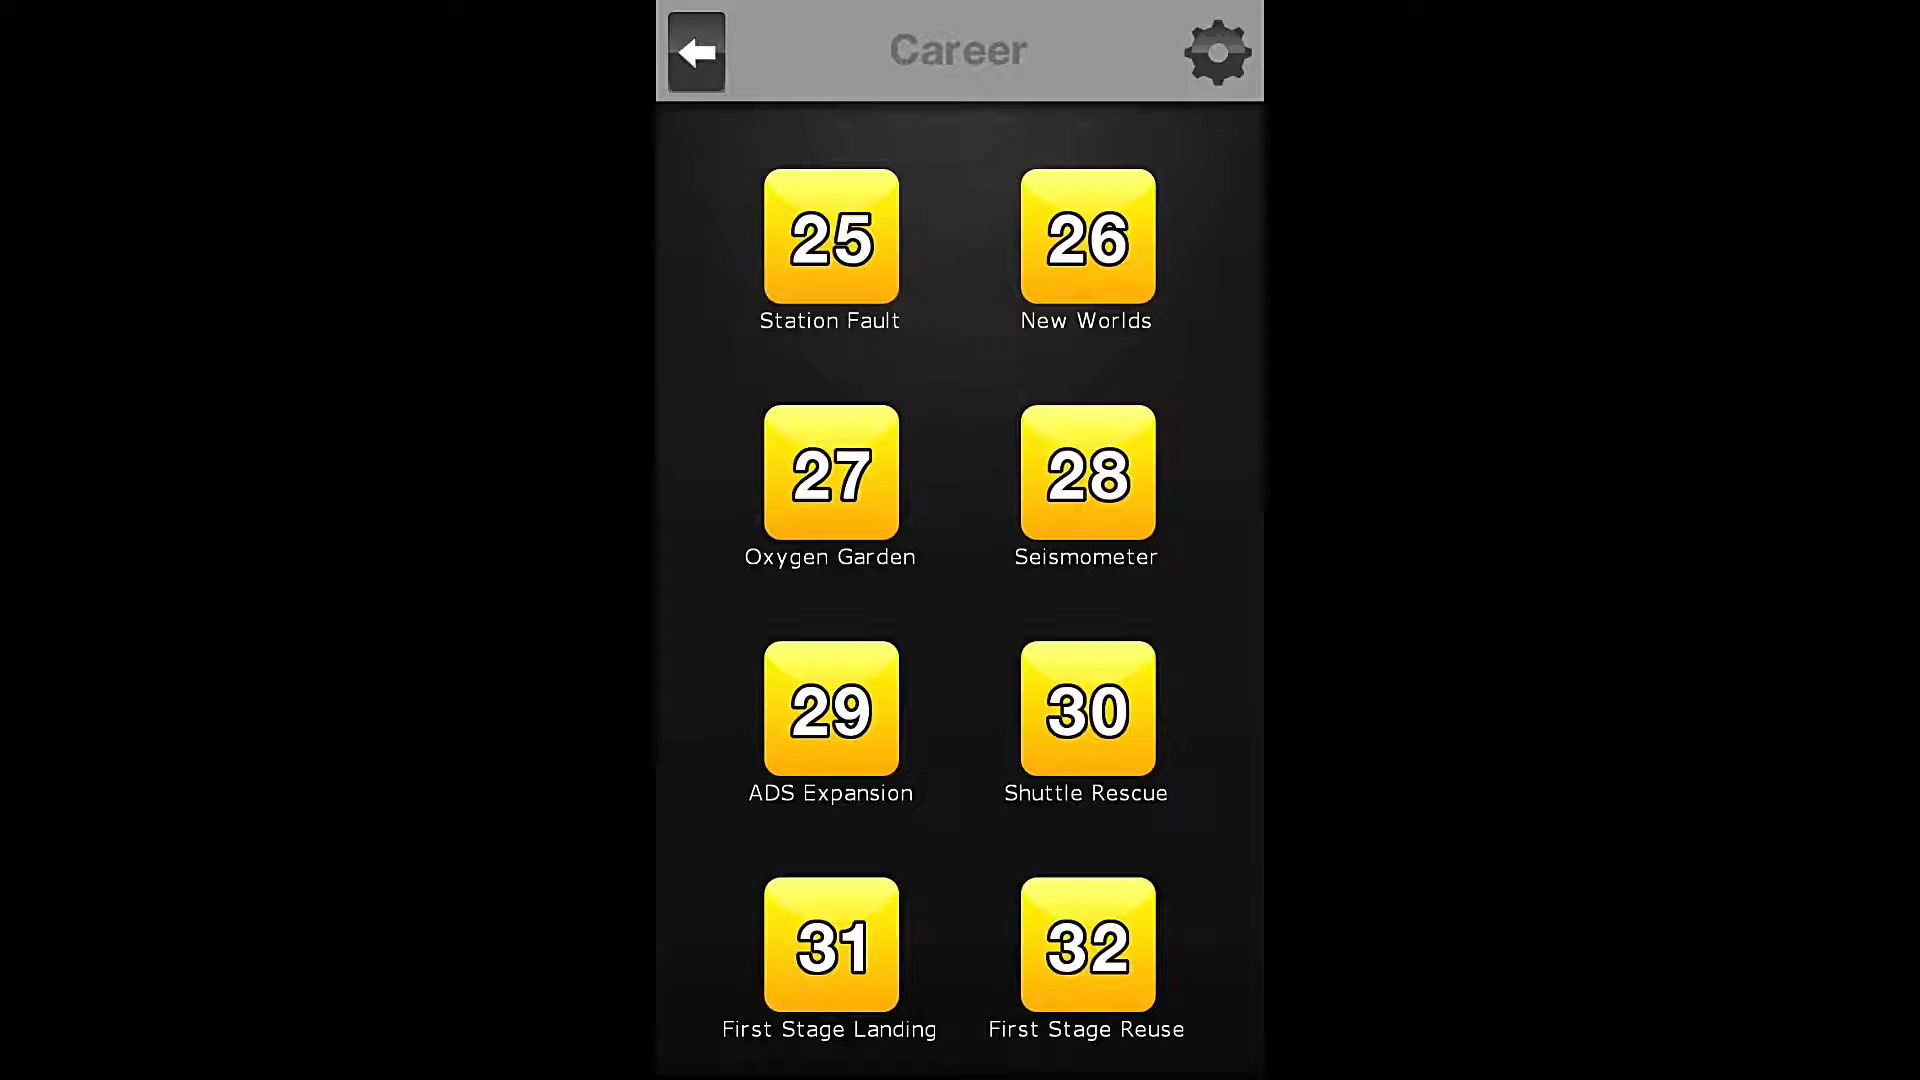 Career
25
26
Station Fault
New Worlds
27
28
Oxygen Garden
Seismometer
29
30
ADS Expansion
Shuttle Rescue
31
32
First Stage Landing
First Stage Reuse